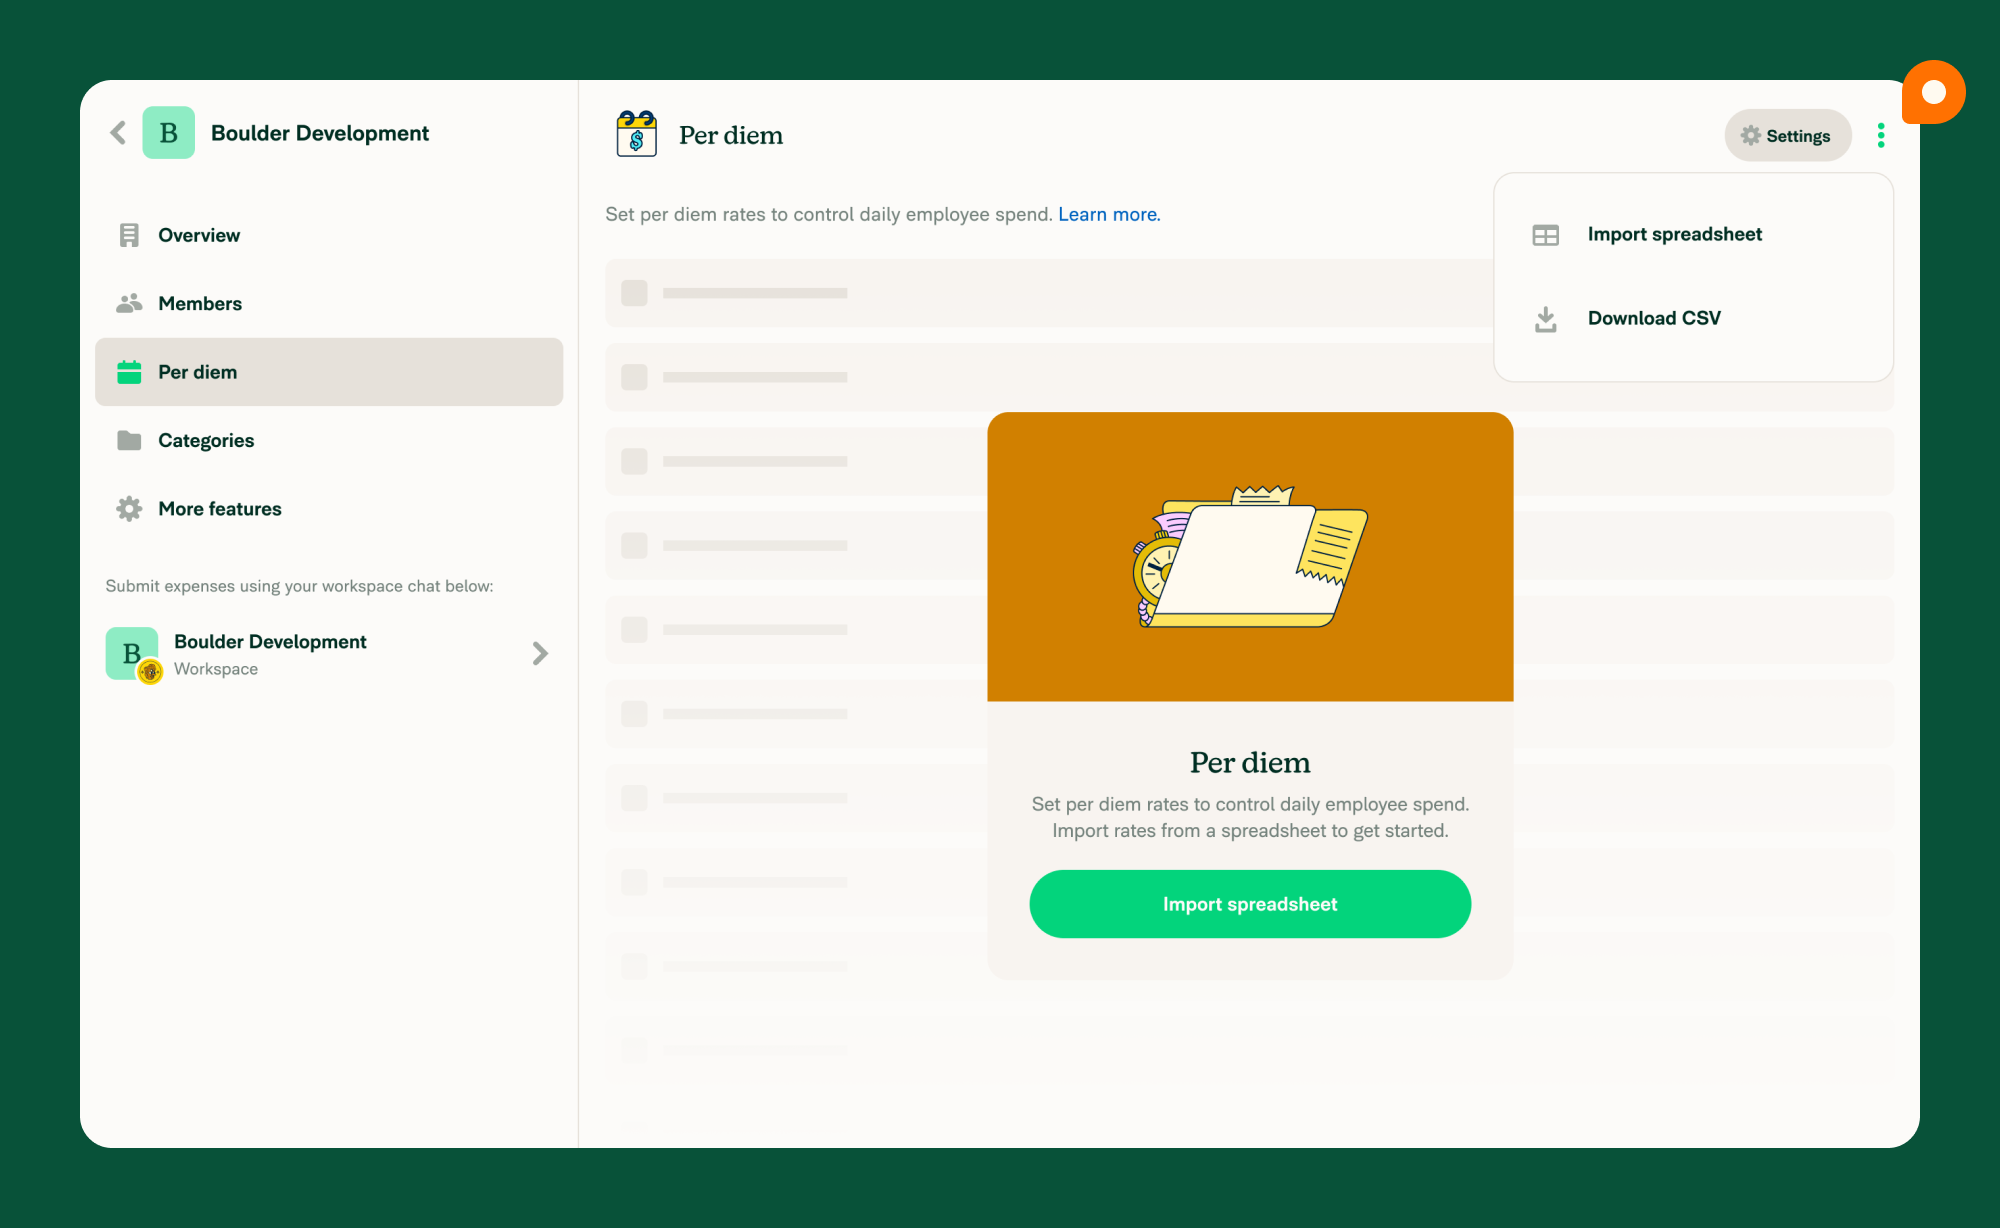 B
Boulder Development
Overview
Members
Per diem
Categories
More features
Submit expenses using your workspace chat below:
B
Boulder Development
Workspace
Per diem
Settings
Set per diem rates to control daily employee spend. Learn more.
Import spreadsheet
Download CSV
Per diem
Set per diem rates to control daily employee spend.
Import rates from a spreadsheet to get started.
Import spreadsheet